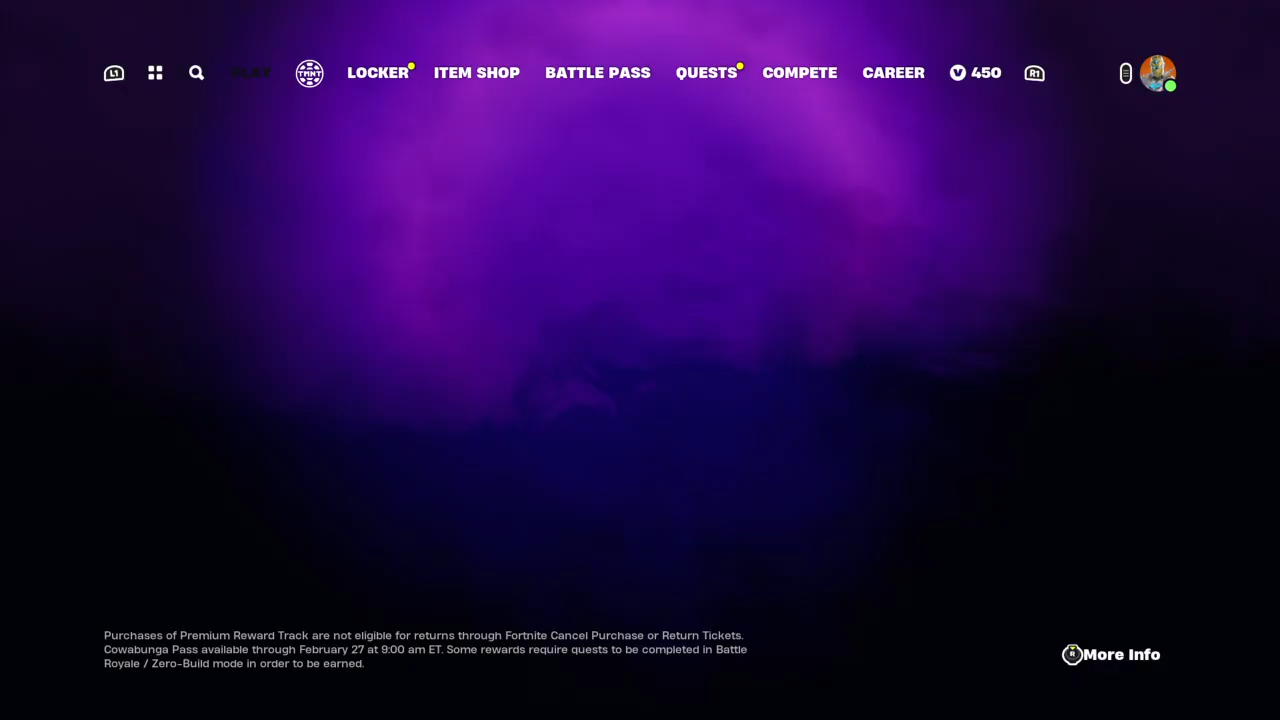 L1 PLAY TMNT LOCKER ITEM SHOP BATTLE PASS QUESTS COMPETE CAREER V 450 R1
Purchases of Premium Reward Track are not eligible for returns through Fortnite Cancel Purchase or Return Tickets.
Cowabunga Pass available through February 27 at 9:00 am ET. Some rewards require quests to be completed in Battle
Royale / Zero-Build mode in order to be earned.
R More Info